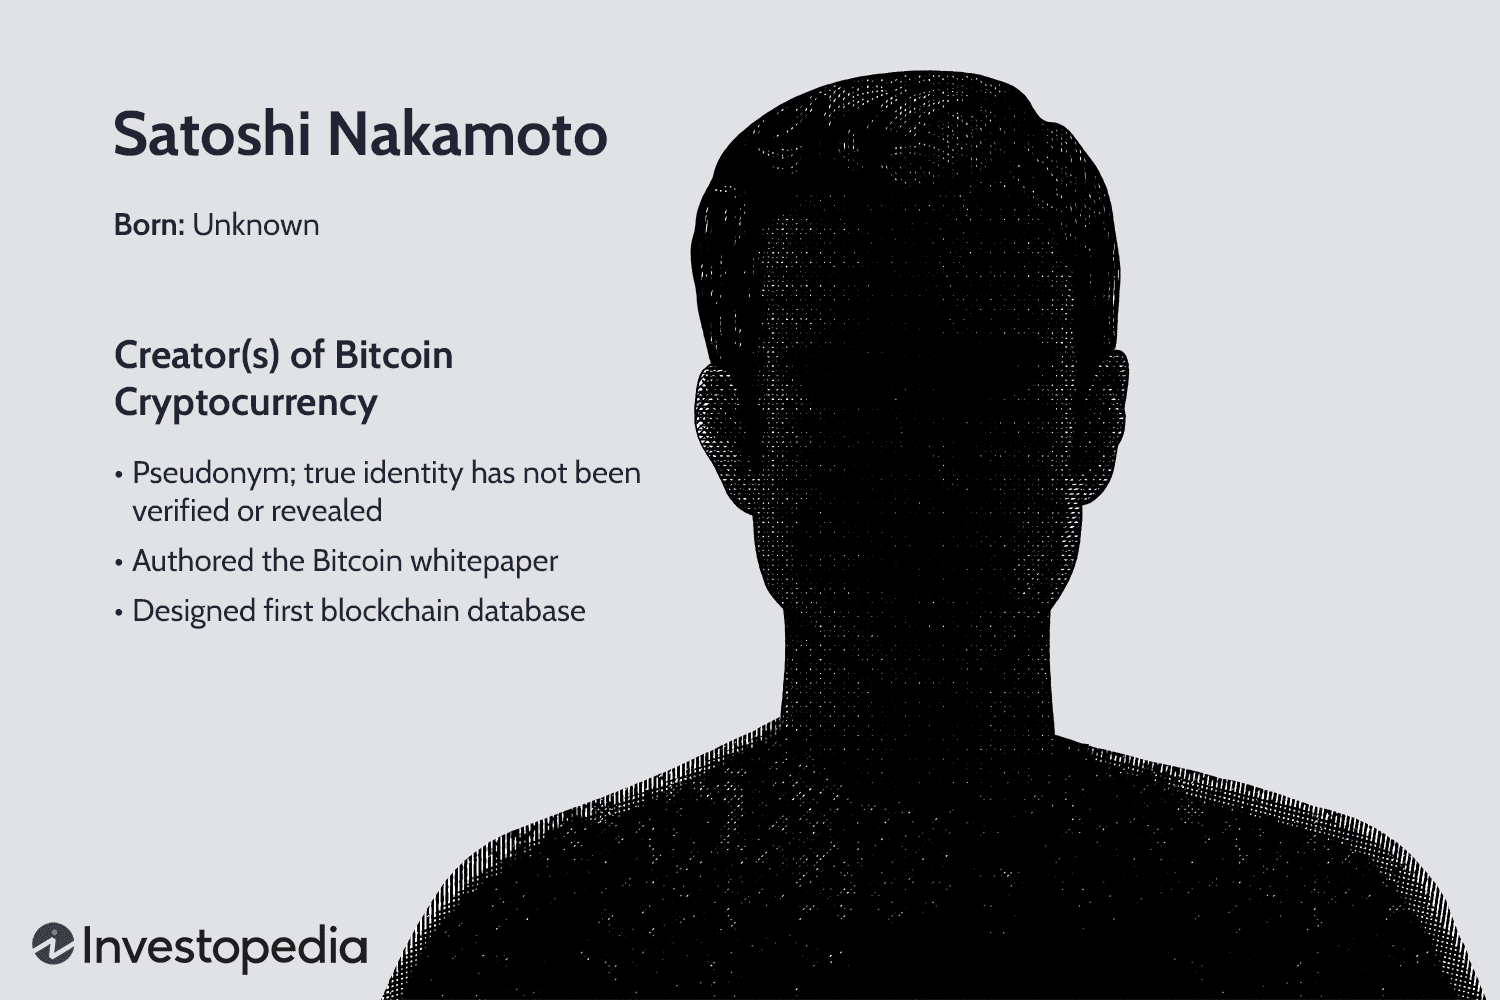 Satoshi Nakamoto
Born: Unknown
Creator(s) of Bitcoin
Cryptocurrency
• Pseudonym; true identity has not been
verified or revealed
• Authored the Bitcoin whitepaper
• Designed first blockchain database
Investopedia